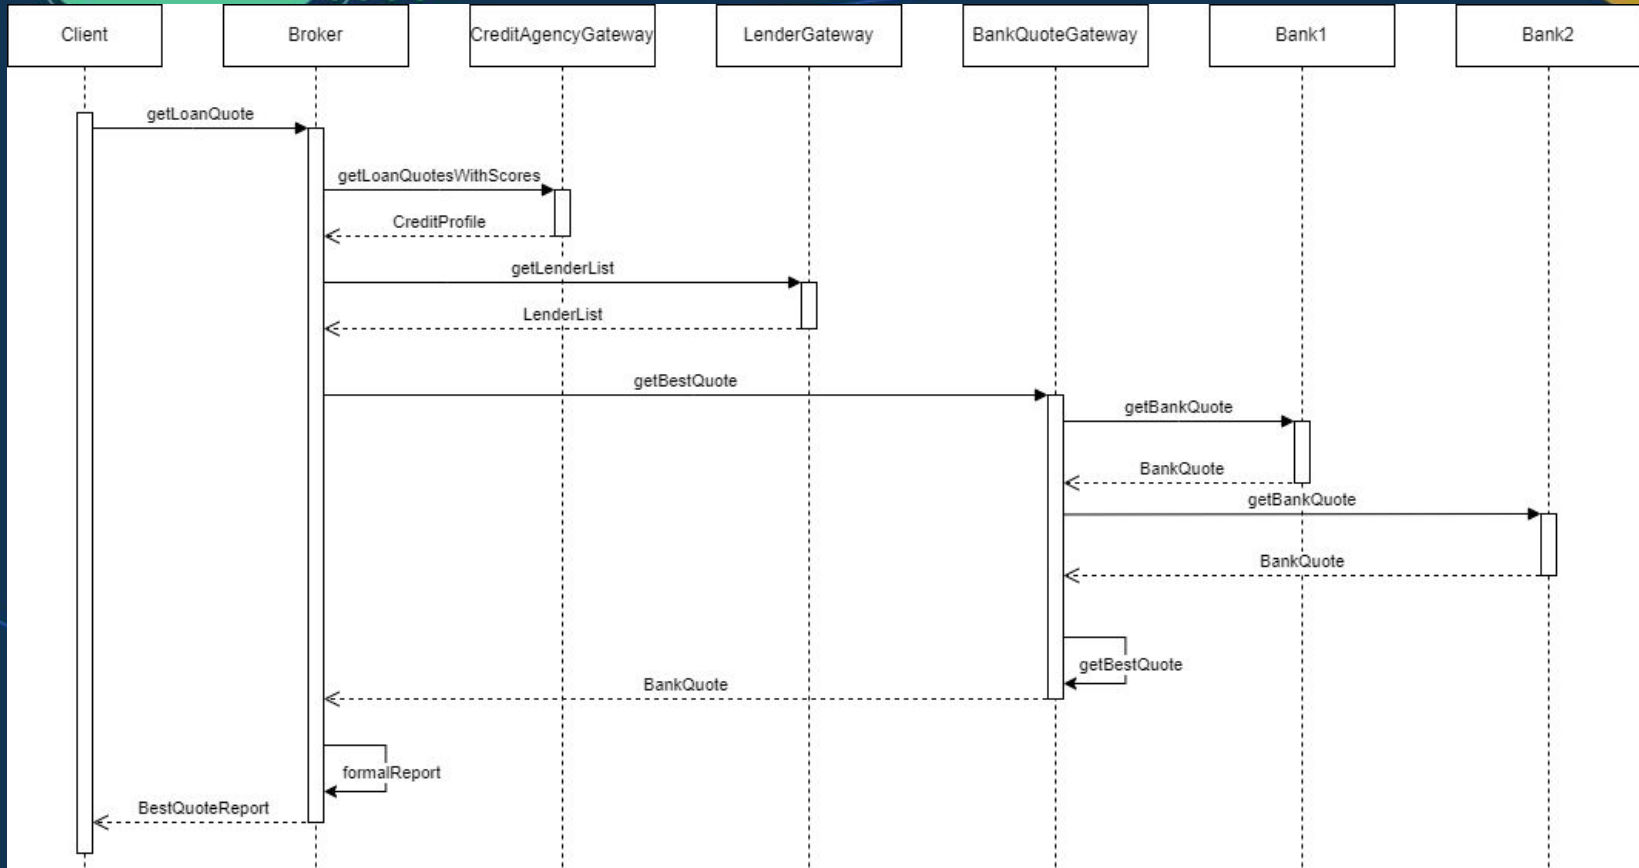 Client
Broker
CreditAgencyGateway
LenderGateway
BankQuoteGateway
Bank1
Bank2
getLoanQuote
getLoanQuotesWithScores
CreditProfile
getLenderList
LenderList
getBestQuote
getBankQuote
BankQuote
getBankQuote
BankQuote
getBestQuote
BankQuote
formalReport
BestQuoteReport